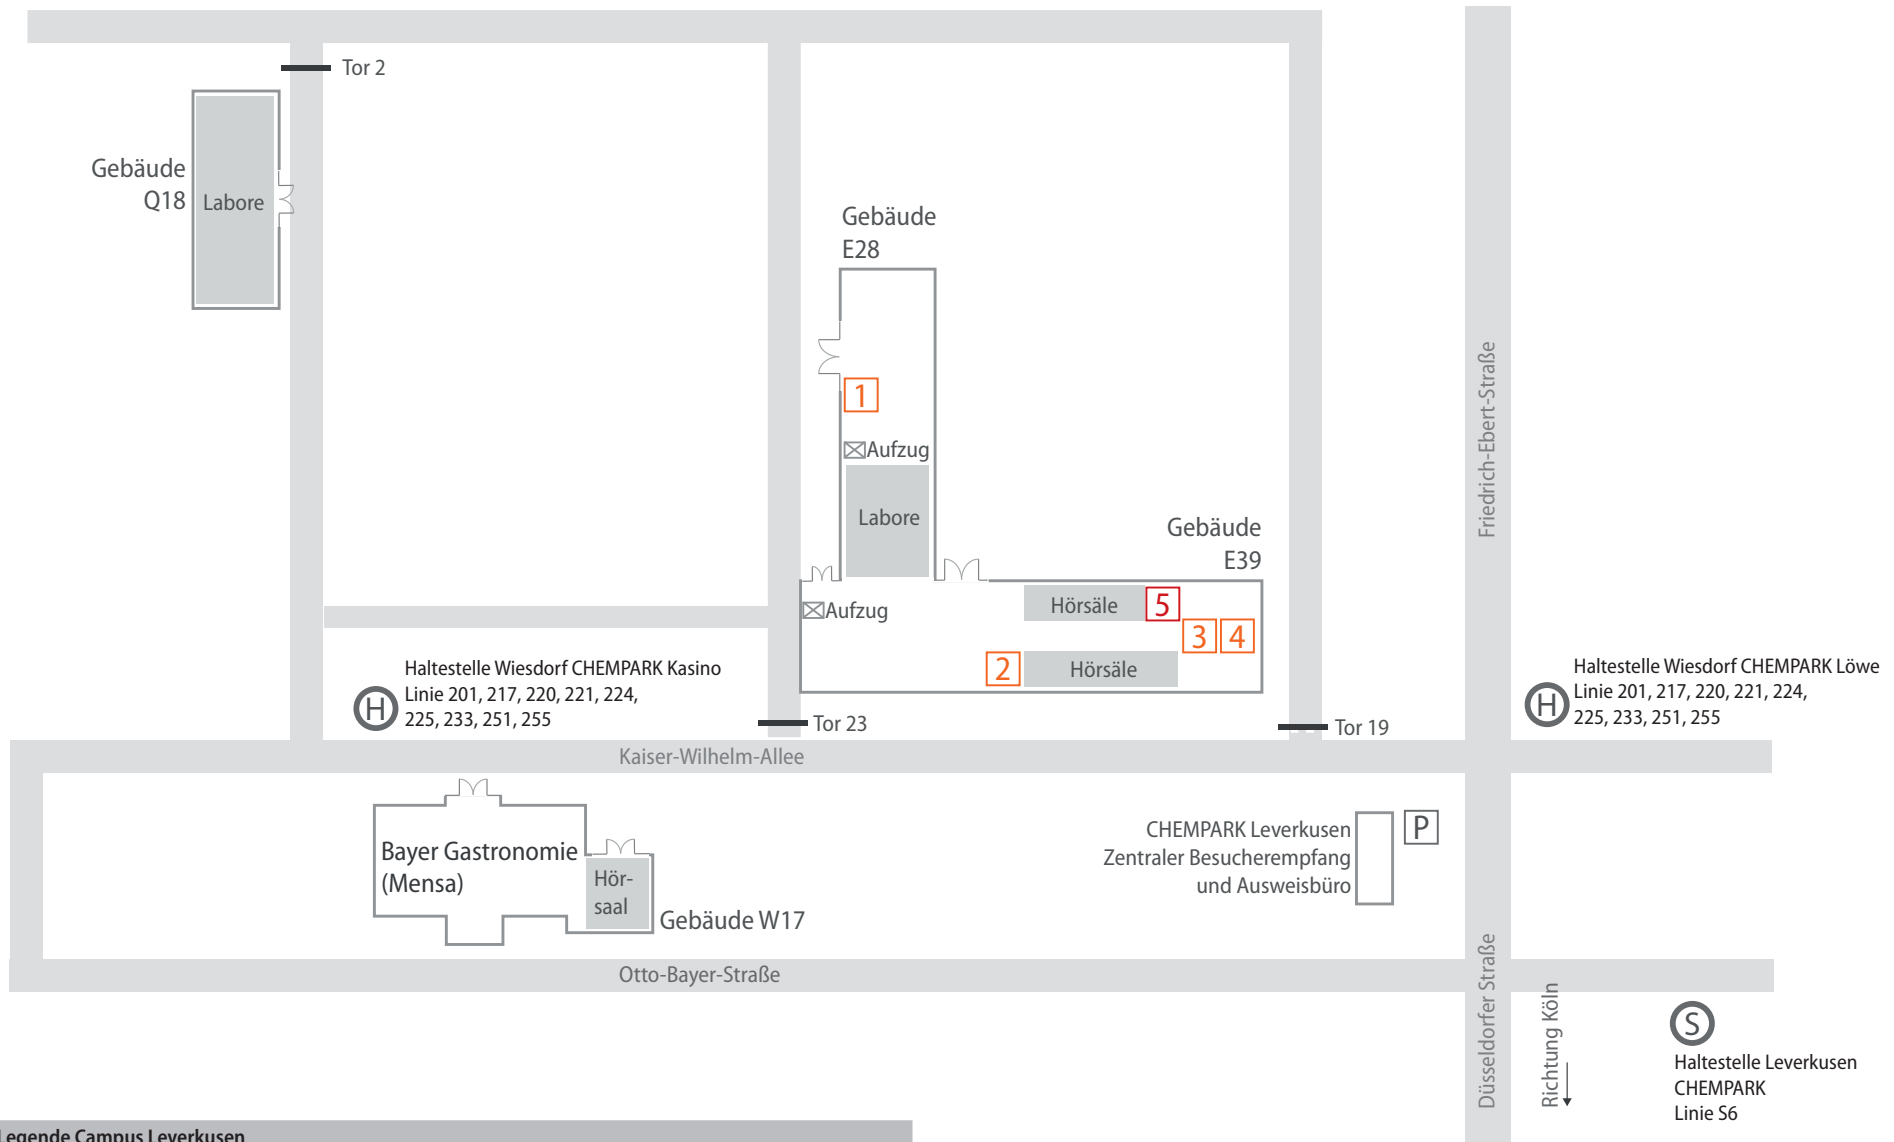 Tor 2
Gebäude
Q18
Labore
Gebäude
E28
1
Aufzug
Labore
Gebäude
E39
Hörsäle
5
Aufzug
3
4
2
Hörsäle
Friedrich-Ebert-Straße
Haltestelle Wiesdorf CHEMPARK Kasino
Linie 201, 217, 220, 221, 224,
225, 233, 251, 255
H
Haltestelle Wiesdorf CHEMPARK Löwe
Linie 201, 217, 220, 221, 224,
225, 233, 251, 255
H
Tor 23
Tor 19
Kaiser-Wilhelm-Allee
Bayer Gastronomie
(Mensa)
Hör-
saal
Gebäude W17
CHEMPARK Leverkusen
Zentraler Besucherempfang
und Ausweisbüro
P
Otto-Bayer-Straße
Düsseldorfer Straße
Richtung Köln
S
Haltestelle Leverkusen
CHEMPARK
Linie S6
Legende Campus Leverkusen